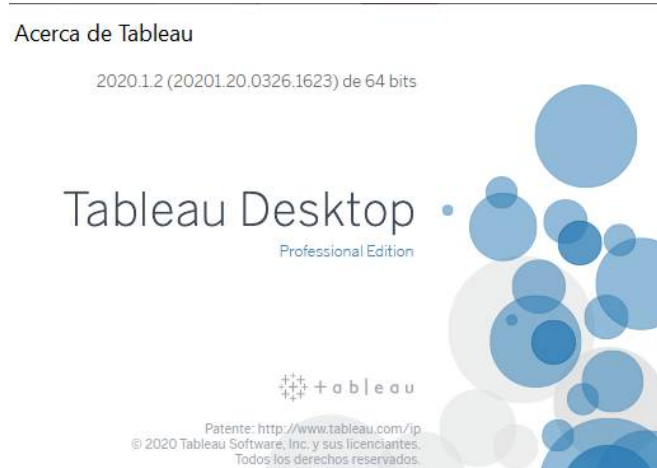 Acerca de Tableau
2020.1.2 (20201.20.0326.1623) de 64 bits
Tableau Desktop
Professional Edition
+ a b | e a u
Patente: http://www.tableau.com/ip
© 2020 Tableau Software, Inc. y sus licenciantes.
Todos los derechos reservados.